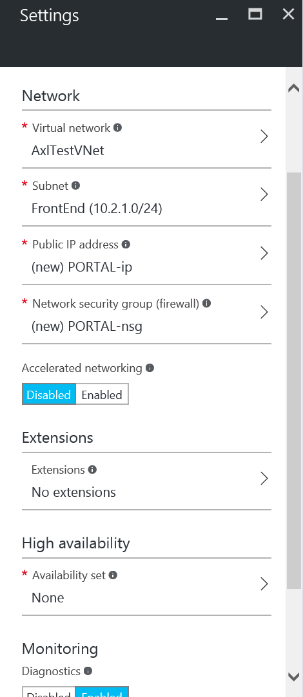 Settings
Network
* Virtual network
AxlTestVNet
* Subnet
FrontEnd (10.2.1.0/24)
* Public IP address
(new) PORTAL-ip
* Network security group (firewall)
(new) PORTAL-nsg
Accelerated networking
Disabled Enabled
Extensions
Extensions
No extensions
High availability
* Availability set
None
Monitoring
Diagnostics
Disabled Enabled